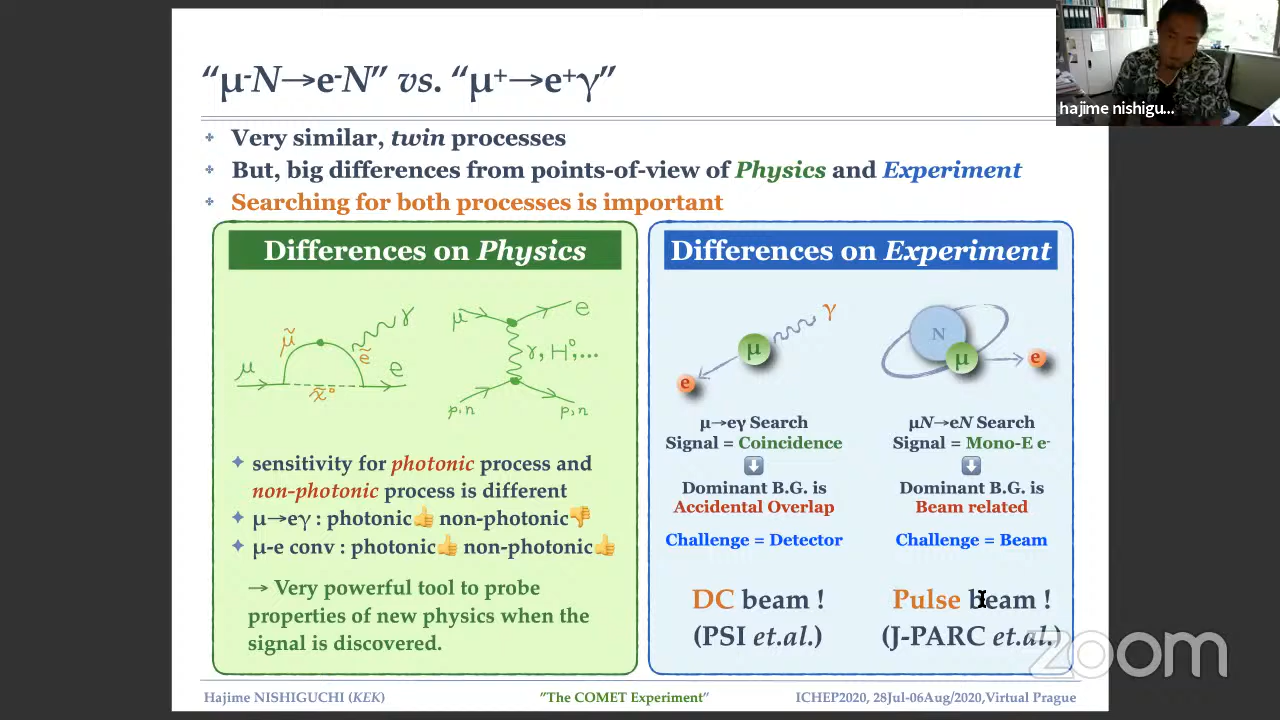 “μ-N→e-N” vs. “μ+→e+γ”
hajime nishigu...
Very similar, twin processes
But, big differences from points-of-view of Physics and Experiment
Searching for both processes is important
Differences on Physics
μ̃
γ
ẽ
μ
e
χ̃⁰
μ
e
γ, H⁰, ...
p,n
p,n
sensitivity for photonic process and
non-photonic process is different
μ→eγ : photonic👍 non-photonic👎
μ-e conv : photonic👍 non-photonic👍
→ Very powerful tool to probe
properties of new physics when the
signal is discovered.
Differences on Experiment
γ
μ
e
N
μ
e
μ→eγ Search
Signal = Coincidence
Dominant B.G. is
Accidental Overlap
Challenge = Detector
DC beam !
(PSI et.al.)
μN→eN Search
Signal = Mono-E e-
Dominant B.G. is
Beam related
Challenge = Beam
Pulse beam !
(J-PARC et.al.)
zoom
Hajime NISHIGUCHI (KEK)
"The COMET Experiment"
ICHEP2020, 28Jul-06Aug/2020,Virtual Prague